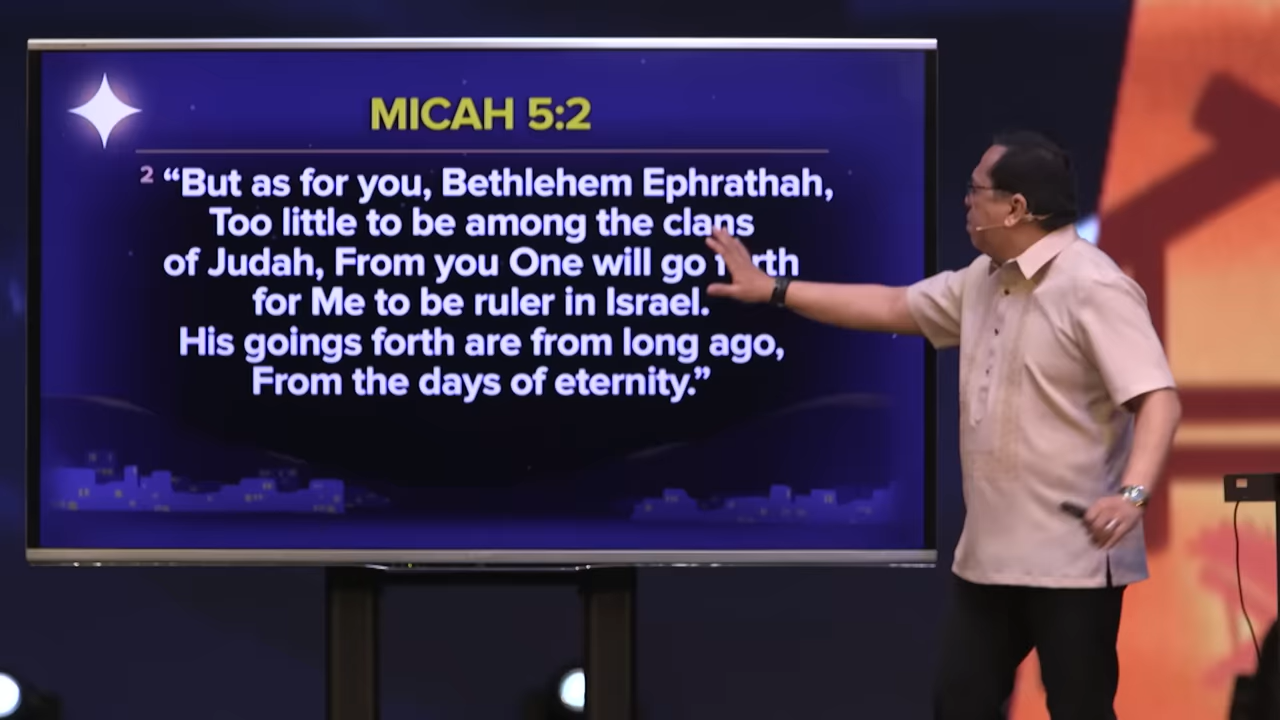 MICAH 5:2
2 “But as for you, Bethlehem Ephrathah,
Too little to be among the clans
of Judah, From you One will go forth
for Me to be ruler in Israel.
His goings forth are from long ago,
From the days of eternity.”